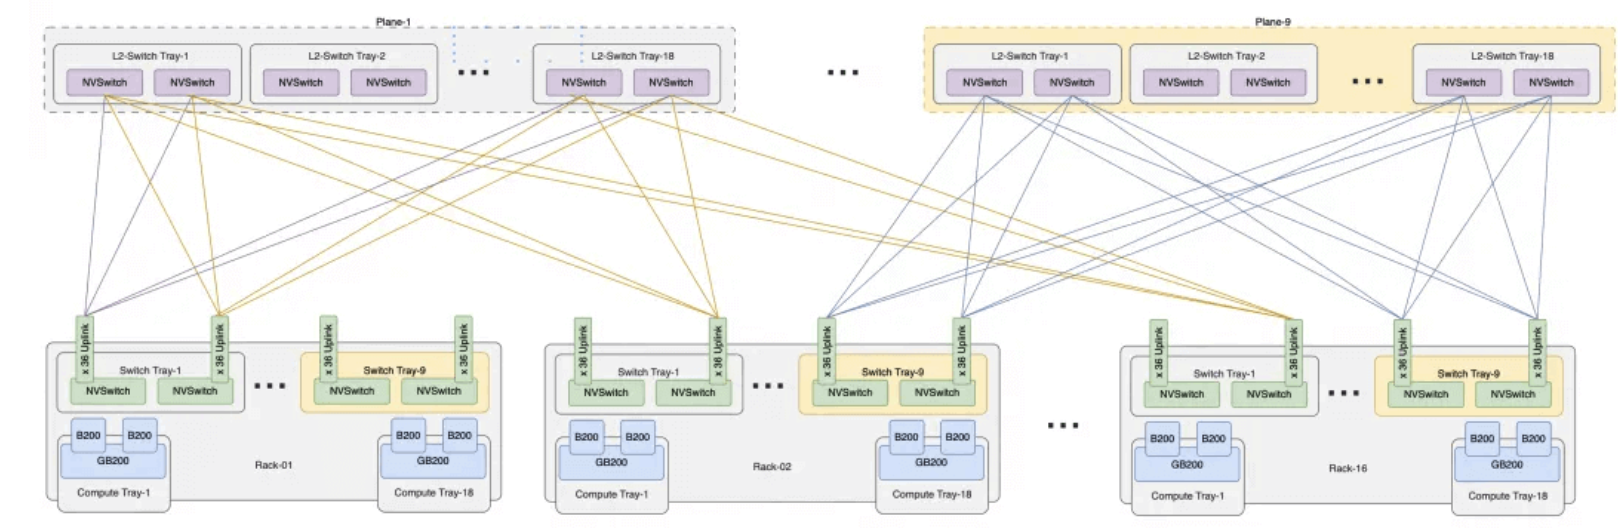 Plane-1
Plane-9
L2-Switch Tray-1
L2-Switch Tray-2
L2-Switch Tray-18
L2-Switch Tray-1
L2-Switch Tray-2
L2-Switch Tray-18
NVSwitch
NVSwitch
NVSwitch
NVSwitch
NVSwitch
NVSwitch
NVSwitch
NVSwitch
NVSwitch
NVSwitch
NVSwitch
NVSwitch
x 36 Uplink
x 36 Uplink
x 36 Uplink
x 36 Uplink
Switch Tray-1
Switch Tray-9
NVSwitch
NVSwitch
NVSwitch
NVSwitch
B200
B200
B200
B200
GB200
GB200
Rack-01
Compute Tray-1
Compute Tray-18
x 36 Uplink
x 36 Uplink
x 36 Uplink
x 36 Uplink
Switch Tray-1
Switch Tray-9
NVSwitch
NVSwitch
NVSwitch
NVSwitch
B200
B200
B200
B200
GB200
GB200
Rack-02
Compute Tray-1
Compute Tray-18
x 36 Uplink
x 36 Uplink
x 36 Uplink
x 36 Uplink
Switch Tray-1
Switch Tray-9
NVSwitch
NVSwitch
NVSwitch
NVSwitch
B200
B200
B200
B200
GB200
GB200
Rack-16
Compute Tray-1
Compute Tray-18